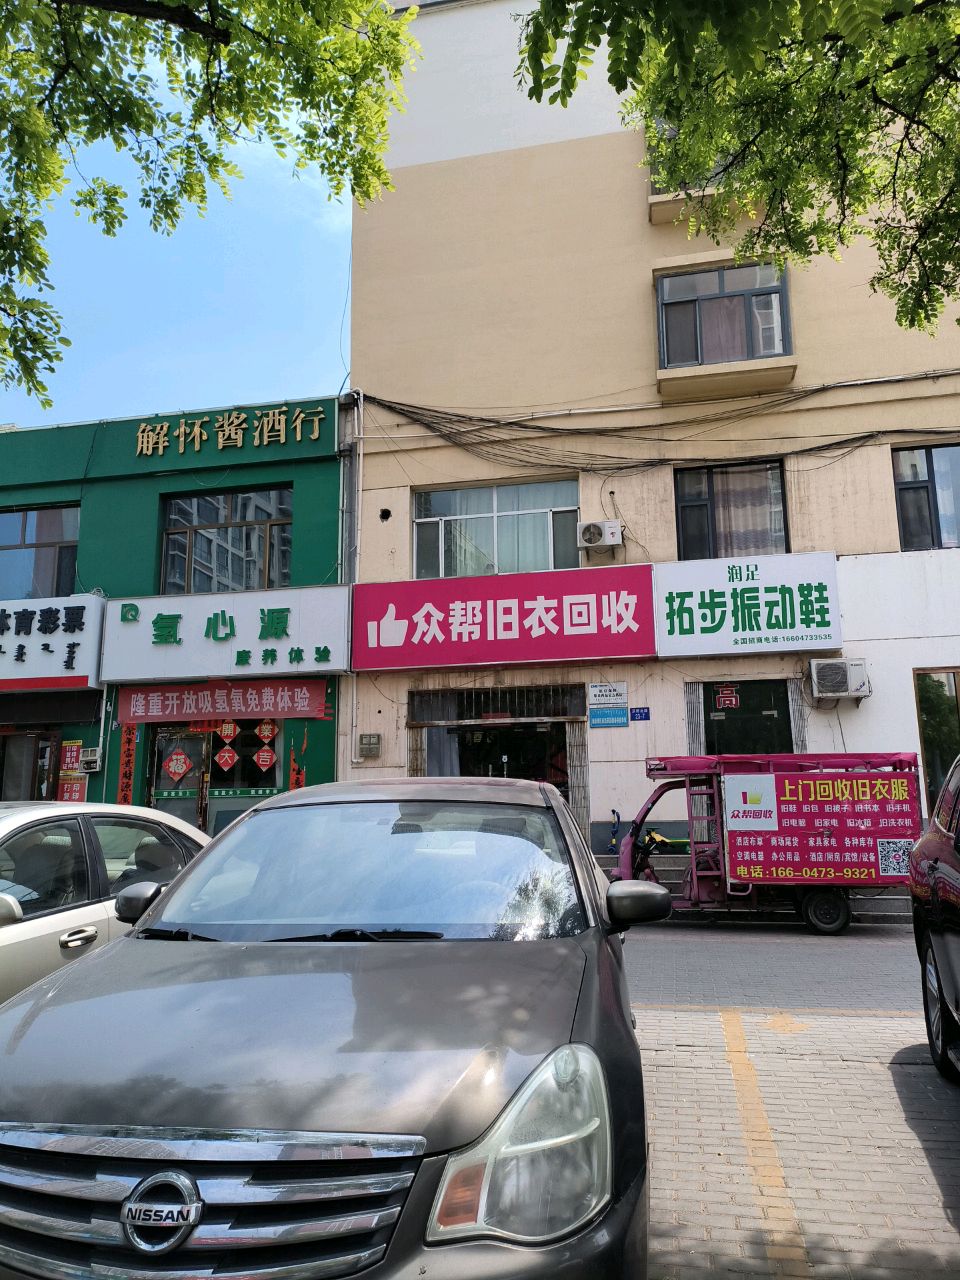 解怀酱酒行
体育彩票
氢心源
康养体验
隆重开放吸氢氧免费体验
開
業
大
吉
福
打印
复印
众帮旧衣回收
润足
拓步振动鞋
全国招商电话:16604733535
23-7
高
上门回收旧衣服
众帮回收
旧鞋 旧包 旧被子 旧书本 旧手机
旧电脑 旧家电 旧冰箱 旧洗衣机
·酒店布草 ·商场尾货 ·家具家电 ·各种库存
·空调电器 ·办公用品 ·酒店/厨房/宾馆/设备
电话:166-0473-9321
NISSAN